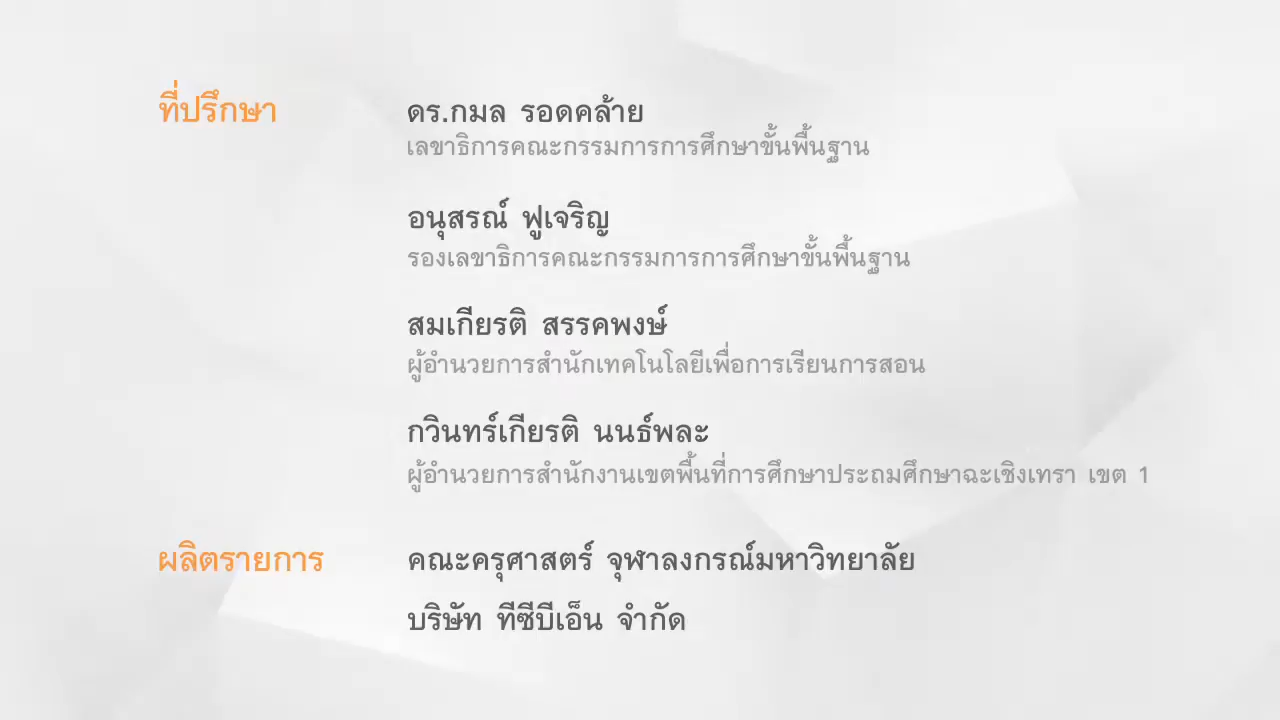 ที่ปรึกษา ดร.กมล รอดคล้าย
เลขาธิการคณะกรรมการการศึกษาขั้นพื้นฐาน
อนุสรณ์ ฟูเจริญ
รองเลขาธิการคณะกรรมการการศึกษาขั้นพื้นฐาน
สมเกียรติ สรรคพงษ์
ผู้อำนวยการสำนักเทคโนโลยีเพื่อการเรียนการสอน
กวินทร์เกียรติ นนธ์พละ
ผู้อำนวยการสำนักงานเขตพื้นที่การศึกษาประถมศึกษาฉะเชิงเทรา เขต 1
ผลิตรายการ คณะครุศาสตร์ จุฬาลงกรณ์มหาวิทยาลัย
บริษัท ทีซีบีเอ็น จำกัด